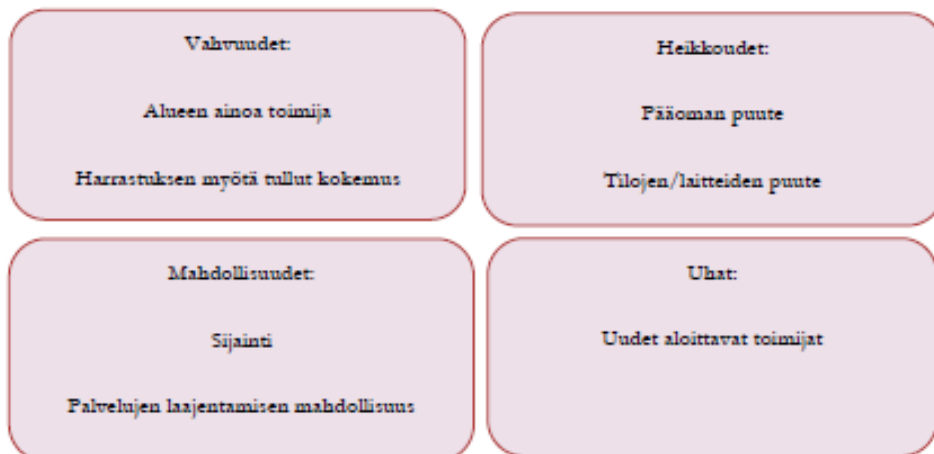 Vahvuudet:
Alueen ainoa toimija
Harrastuksen myötä tullut kokemus
Heikkoudet:
Pääoman puute
Tilojen/laitteiden puute
Mahdollisuudet:
Sijainti
Palvelujen laajentamisen mahdollisuus
Uhat:
Uudet aloittavat toimijat